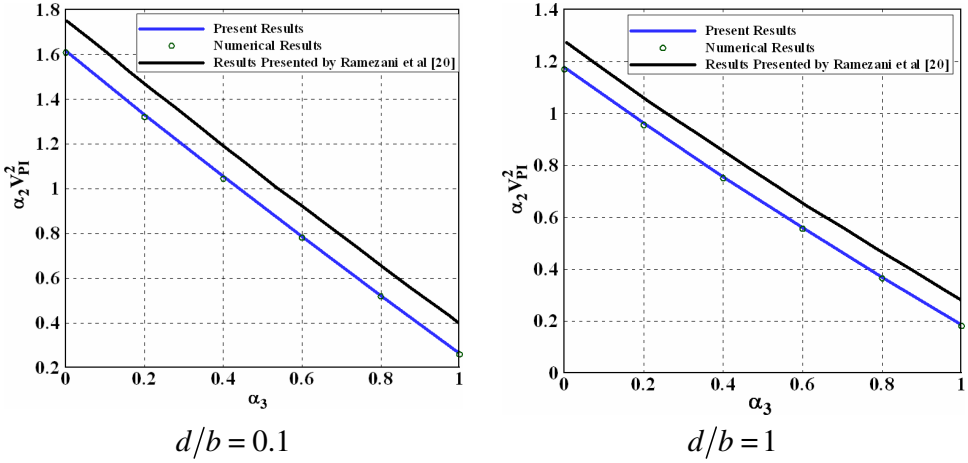 Present Results
Numerical Results
Results Presented by Ramezani et al [20]
1.8
1.6
1.4
1.2
1
0.8
0.6
0.4
0.2
α₂V²PI
0 0.2 0.4 0.6 0.8 1
α₃
d/b = 0.1
Present Results
Numerical Results
Results Presented by Ramezani et al [20]
1.4
1.2
1
0.8
0.6
0.4
0.2
0
α₂V²PI
0 0.2 0.4 0.6 0.8 1
α₃
d/b = 1